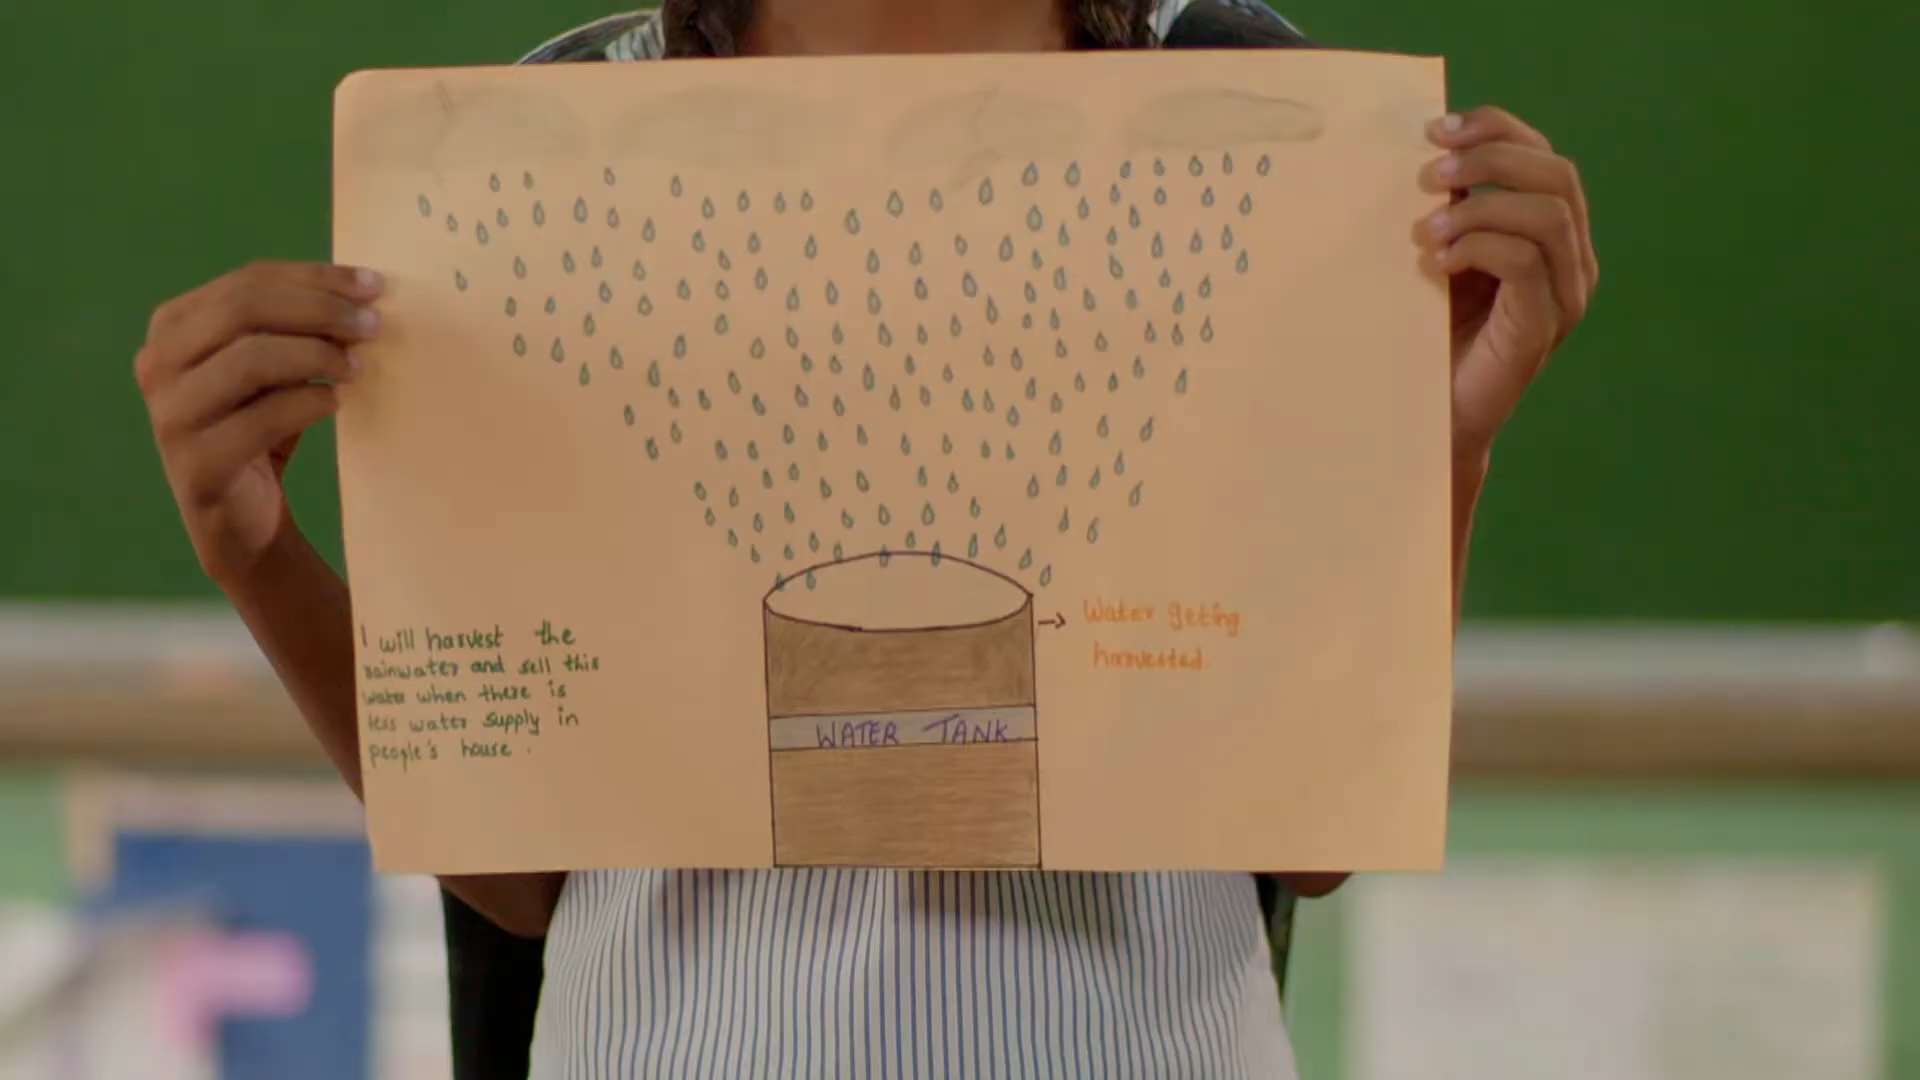 I will harvest the
rainwater and sell this
water when there is
less water supply in
people's house.
Water geting
harvested
WATER TANK